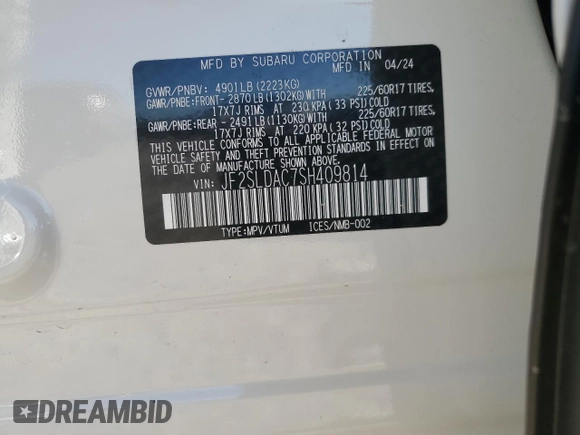 MFD BY SUBARU CORPORATION
MFD IN 04/24
GVWR/PNBV: 4901LB(2223KG)
GAWR/PNBE:FRONT- 2870LB(1302KG)WITH 225/60R17 TIRES,
17X7J RIMS AT 230 KPA (33 PSI)COLD
GAWR/PNBE:REAR - 2491LB(1130KG)WITH 225/60R17 TIRES,
17X7J RIMS AT 220 KPA (32 PSI)COLD
THIS VEHICLE CONFORMS TO ALL APPLICABLE FEDERAL MOTOR
VEHICLE SAFETY AND THEFT PREVENTION STANDARDS IN EFFECT ON
THE DATE OF MANUFACTURE SHOWN ABOVE.
VIN: JF2SLDAC7SH409814
TYPE:MPV/VTUM ICES/NMB-002
DREAMBID